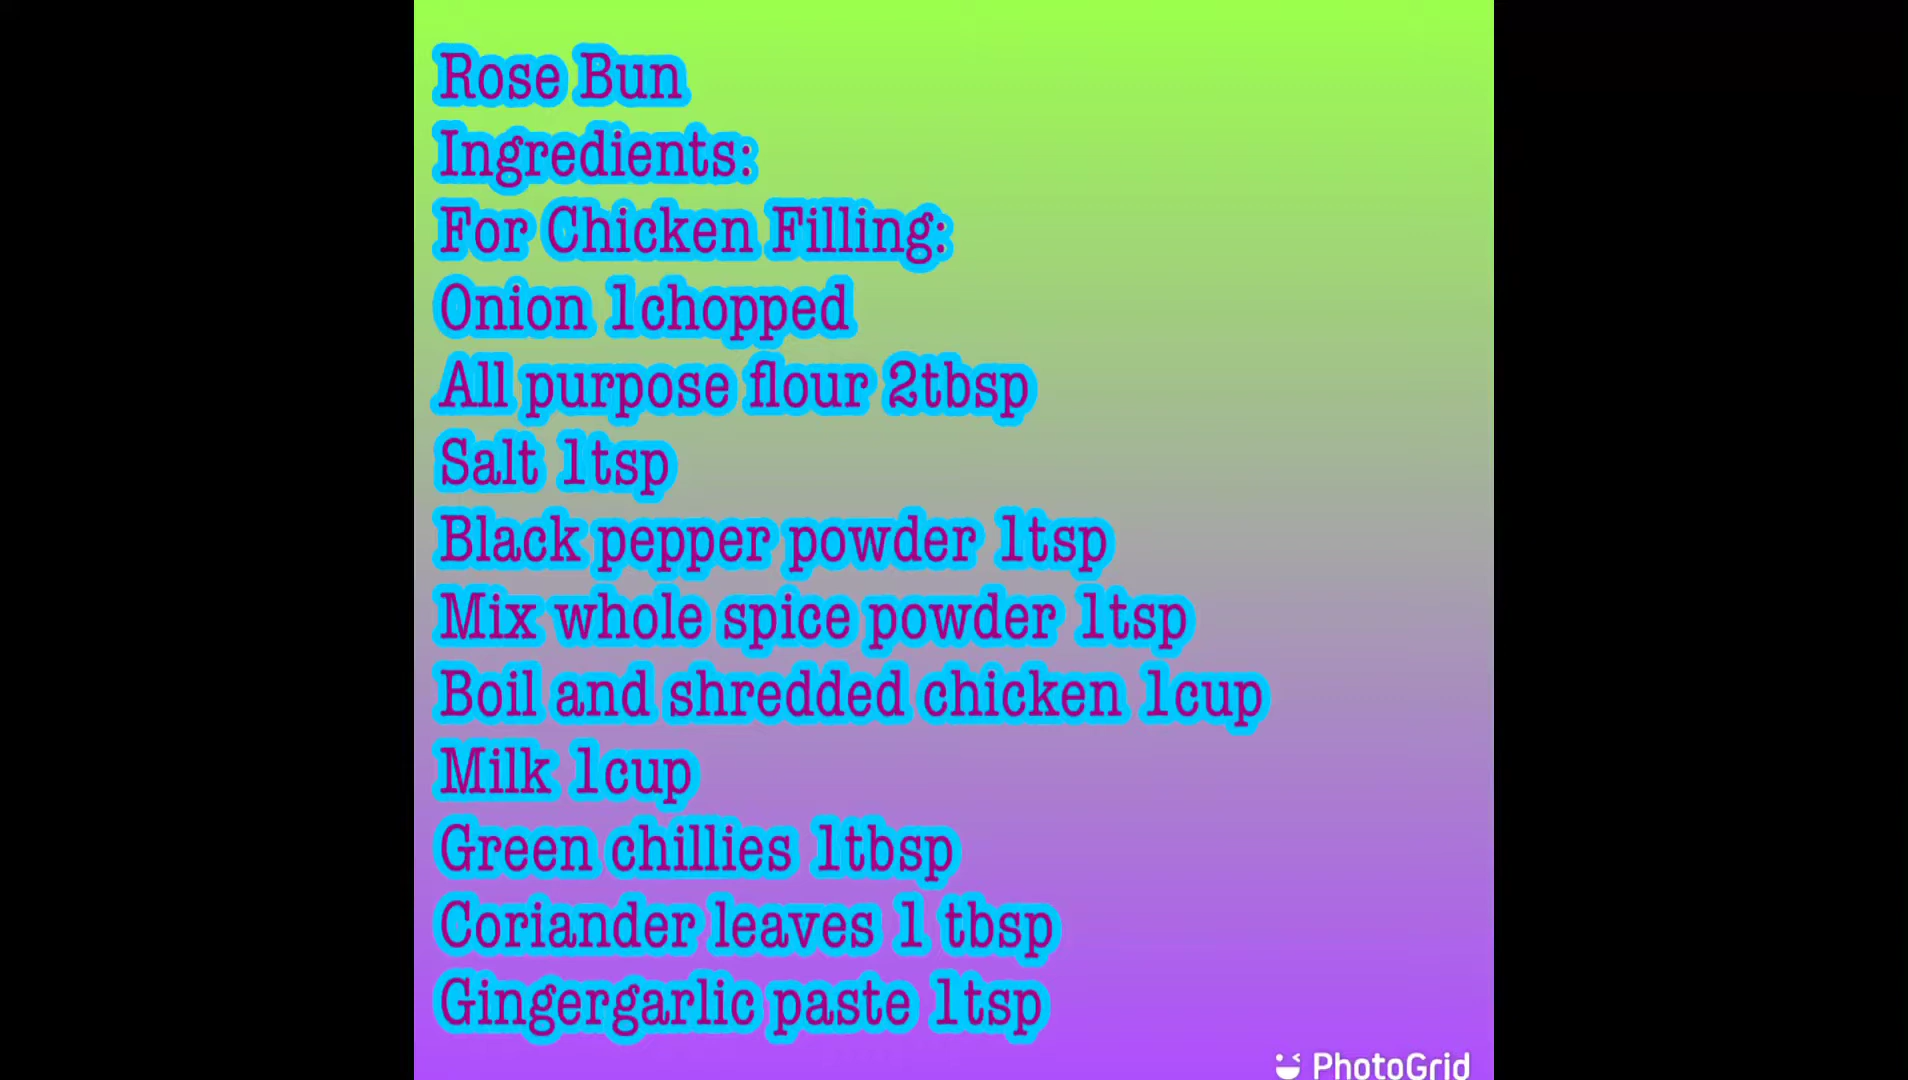 Rose Bun
Ingredients:
For Chicken Filling:
Onion 1chopped
All purpose flour 2tbsp
Salt 1tsp
Black pepper powder 1tsp
Mix whole spice powder 1tsp
Boil and shredded chicken 1cup
Milk 1cup
Green chillies 1tbsp
Coriander leaves 1 tbsp
Gingergarlic paste 1tsp
PhotoGrid